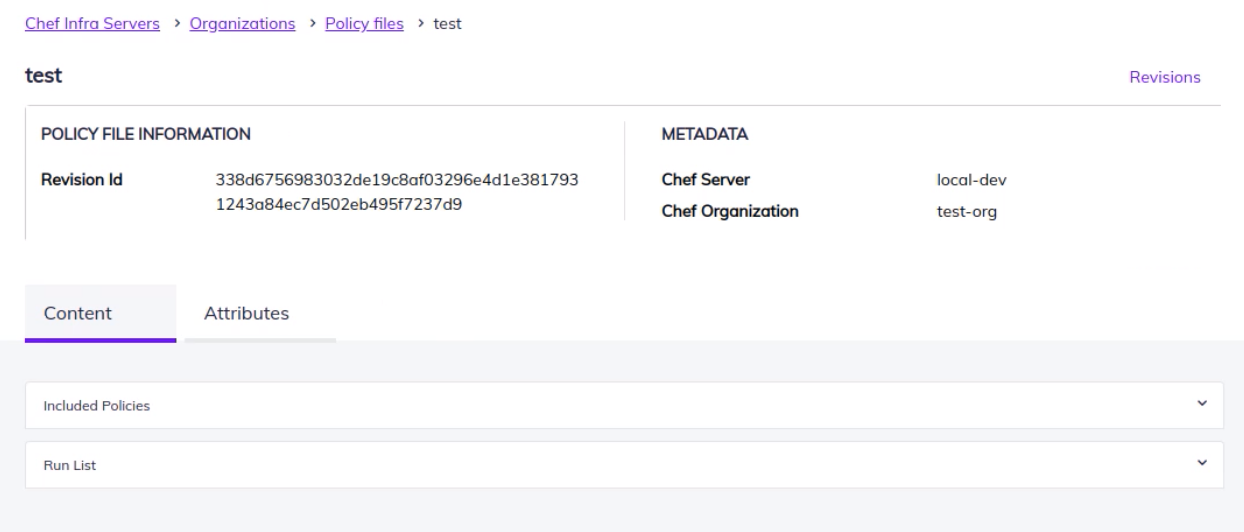 Chef Infra Servers > Organizations > Policy files > test
test
Revisions
POLICY FILE INFORMATION
Revision Id 338d6756983032de19c8af03296e4d1e381793
1243a84ec7d502eb495f7237d9
METADATA
Chef Server local-dev
Chef Organization test-org
Content Attributes
Included Policies
Run List